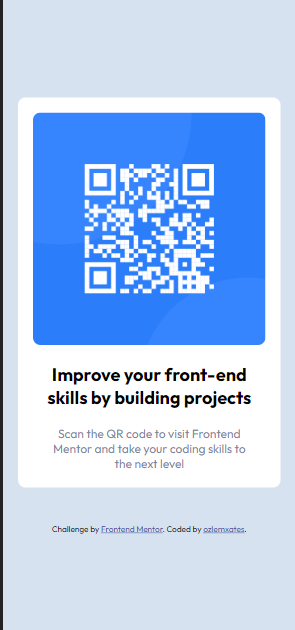 Improve your front-end
skills by building projects
Scan the QR code to visit Frontend
Mentor and take your coding skills to
the next level
Challenge by Frontend Mentor. Coded by ozlemxates.